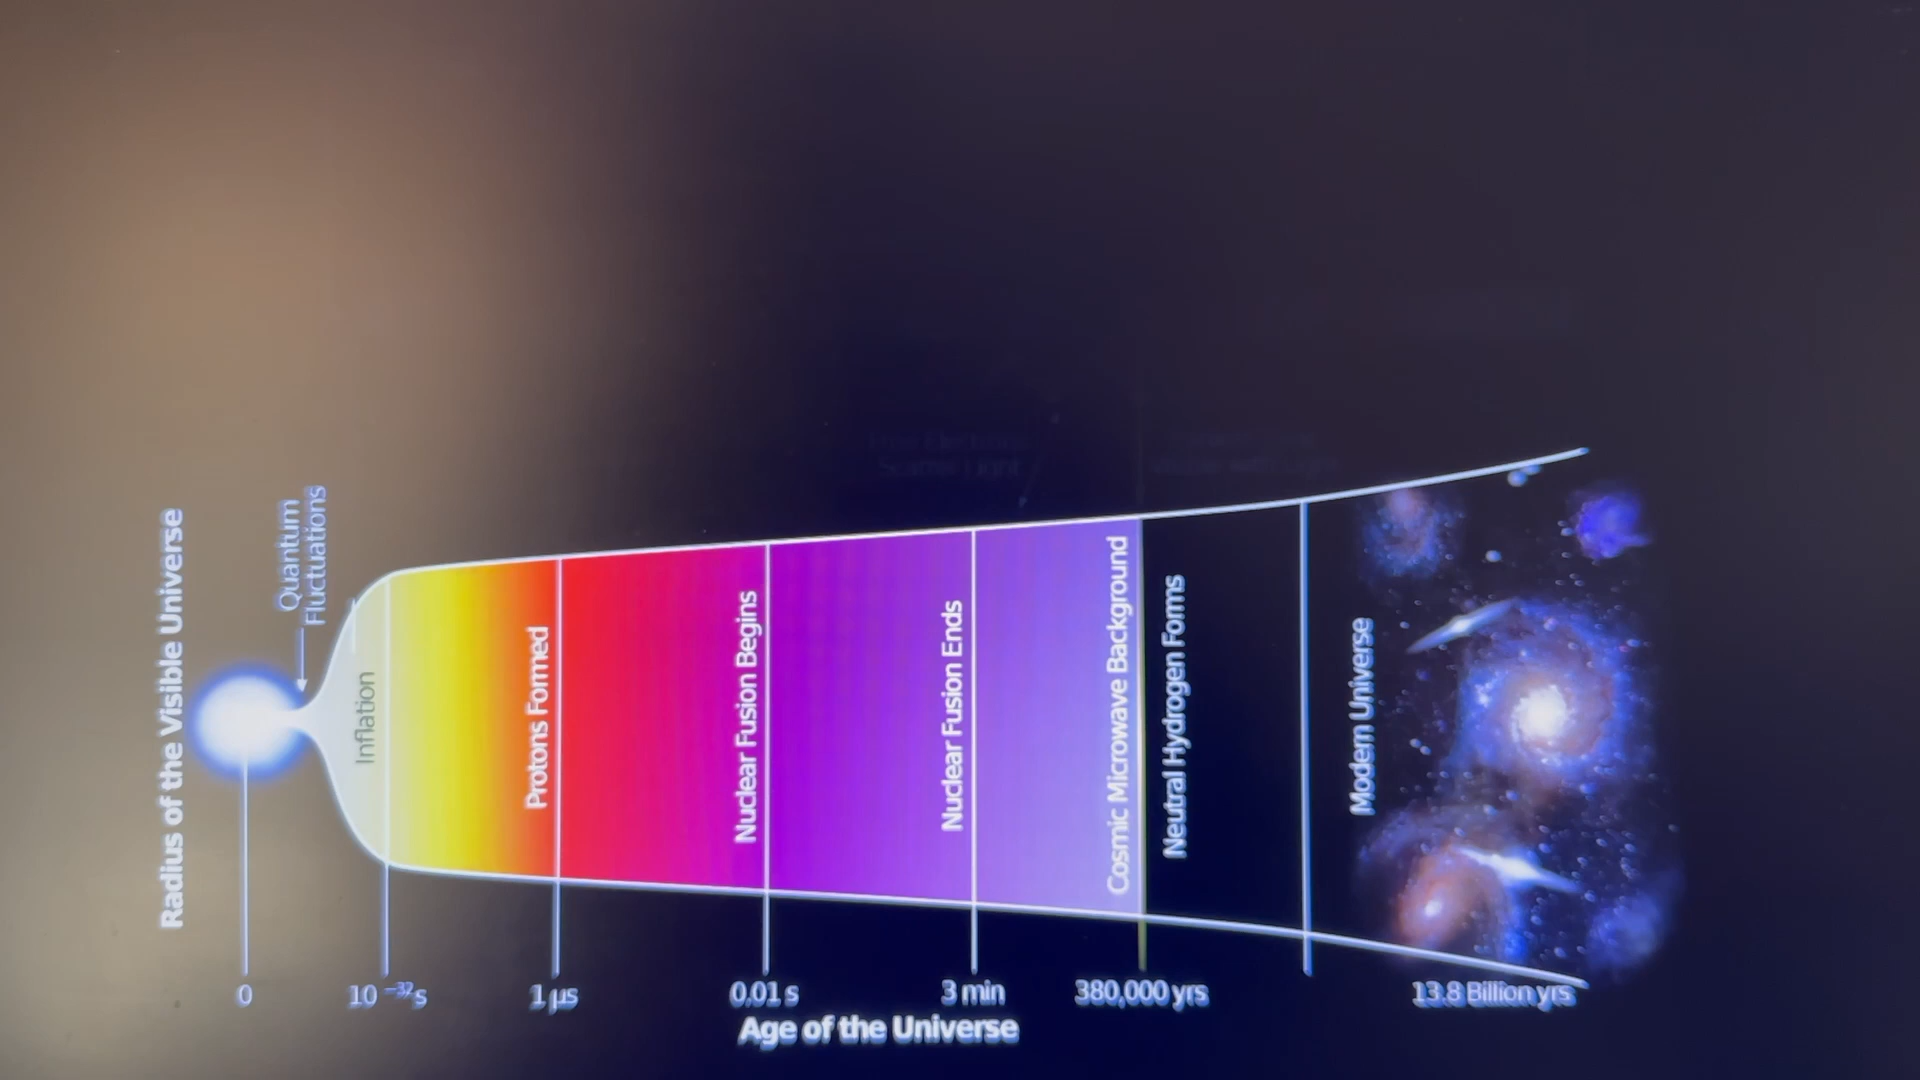 Radius of the Visible Universe
Quantum
Fluctuations
Inflation
Protons Formed
Nuclear Fusion Begins
Nuclear Fusion Ends
Cosmic Microwave Background
Neutral Hydrogen Forms
Modern Universe
0
10 ⁻³²s
1 µs
0.01 s
3 min
380,000 yrs
13.8 Billion yrs
Age of the Universe